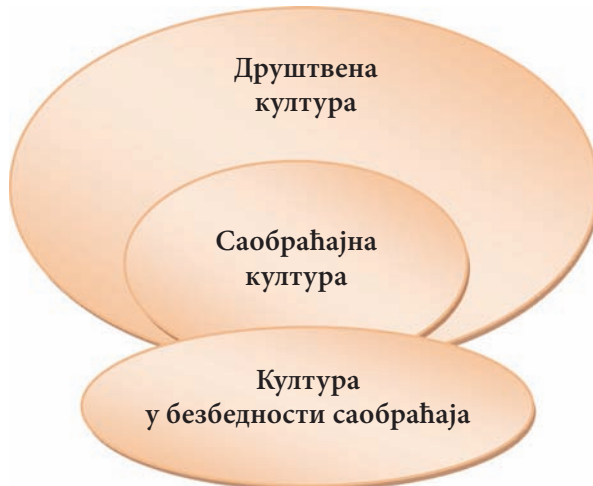 Друштвена
култура
Саобраћајна
култура
Култура
у безбедности саобраћаја